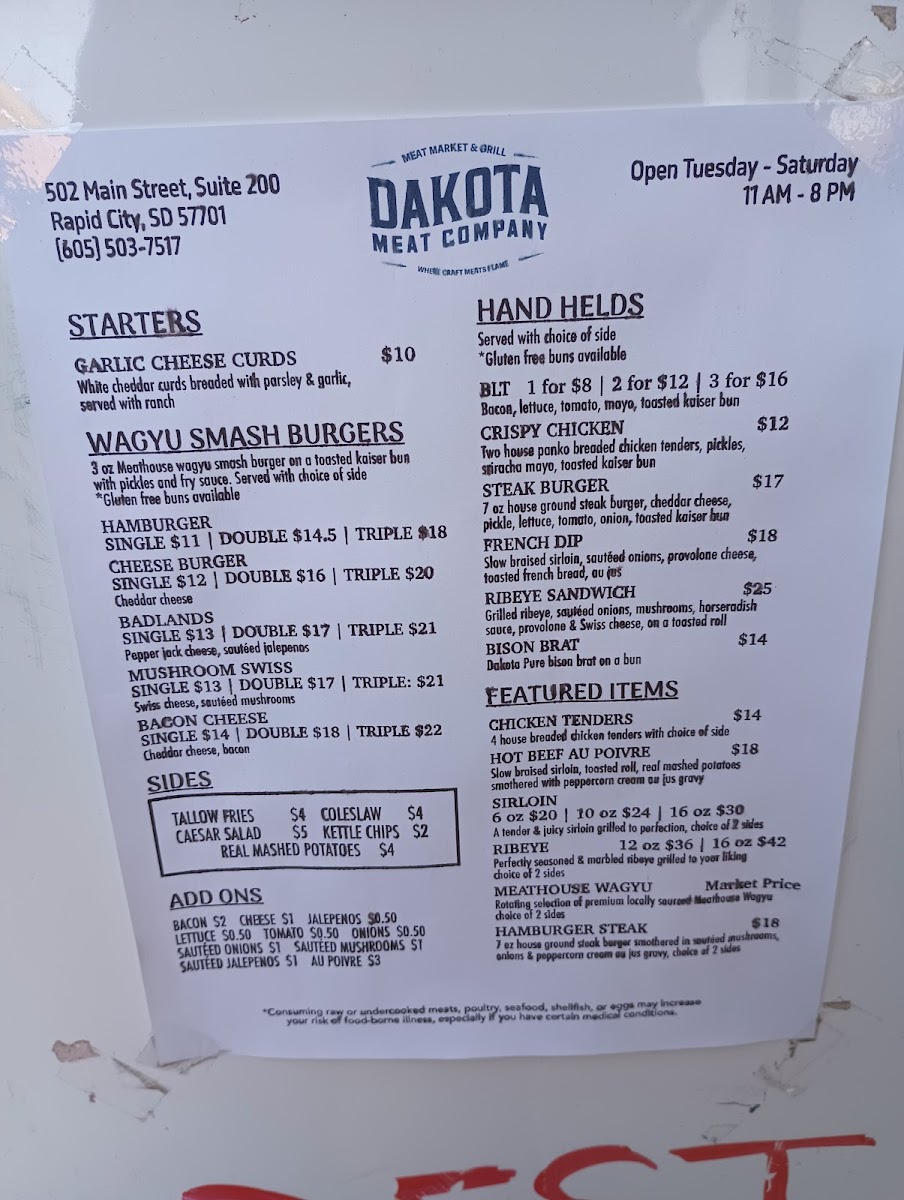 502 Main Street, Suite 200
Rapid City, SD 57701
(605) 503-7517
MEAT MARKET & GRILL
DAKOTA
MEAT COMPANY
WHERE CRAFT MEATS FLAME
Open Tuesday - Saturday
11 AM - 8 PM
STARTERS
GARLIC CHEESE CURDS $10
White cheddar curds breaded with parsley & garlic,
served with ranch
WAGYU SMASH BURGERS
3 oz Meathouse wagyu smash burger on a toasted kaiser bun
with pickles and fry sauce. Served with choice of side
*Gluten free buns available
HAMBURGER
SINGLE $11 | DOUBLE $14.5 | TRIPLE $18
CHEESE BURGER
SINGLE $12 | DOUBLE $16 | TRIPLE $20
Cheddar cheese
BADLANDS
SINGLE $13 | DOUBLE $17 | TRIPLE $21
Pepper jack cheese, sautéed jalepenos
MUSHROOM SWISS
SINGLE $13 | DOUBLE $17 | TRIPLE: $21
Swiss cheese, sautéed mushrooms
BACON CHEESE
SINGLE $14 | DOUBLE $18 | TRIPLE $22
Cheddar cheese, bacon
SIDES
TALLOW FRIES $4 COLESLAW $4
CAESAR SALAD $5 KETTLE CHIPS $2
REAL MASHED POTATOES $4
ADD ONS
BACON $2 CHEESE $1 JALEPENOS $0.50
LETTUCE $0.50 TOMATO $0.50 ONIONS $0.50
SAUTÉED ONIONS $1 SAUTÉED MUSHROOMS $1
SAUTÉED JALEPENOS $1 AU POIVRE $3
HAND HELDS
Served with choice of side
*Gluten free buns available
BLT 1 for $8 | 2 for $12 | 3 for $16
Bacon, lettuce, tomato, mayo, toasted kaiser bun
CRISPY CHICKEN $12
Two house panko breaded chicken tenders, pickles,
sriracha mayo, toasted kaiser bun
STEAK BURGER $17
7 oz house ground steak burger, cheddar cheese,
pickle, lettuce, tomato, onion, toasted kaiser bun
FRENCH DIP $18
Slow braised sirloin, sautéed onions, provolone cheese,
toasted french bread, au jus
RIBEYE SANDWICH $25
Grilled ribeye, sautéed onions, mushrooms, horseradish
sauce, provolone & Swiss cheese, on a toasted roll
BISON BRAT $14
Dakota Pure bison brat on a bun
FEATURED ITEMS
CHICKEN TENDERS $14
4 house breaded chicken tenders with choice of side
HOT BEEF AU POIVRE $18
Slow braised sirloin, toasted roll, real mashed potatoes
smothered with peppercorn cream au jus gravy
SIRLOIN
6 oz $20 | 10 oz $24 | 16 oz $30
A tender & juicy sirloin grilled to perfection, choice of 2 sides
RIBEYE 12 oz $36 | 16 oz $42
Perfectly seasoned & marbled ribeye grilled to your liking
choice of 2 sides
MEATHOUSE WAGYU Market Price
Rotating selection of premium locally sourced Meathouse Wagyu
choice of 2 sides
HAMBURGER STEAK $18
7 oz house ground steak burger smothered in sautéed mushrooms,
onions & peppercorn cream au jus gravy, choice of 2 sides
*Consuming raw or undercooked meats, poultry, seafood, shellfish, or eggs may increase
your risk of food-borne illness, especially if you have certain medical conditions.